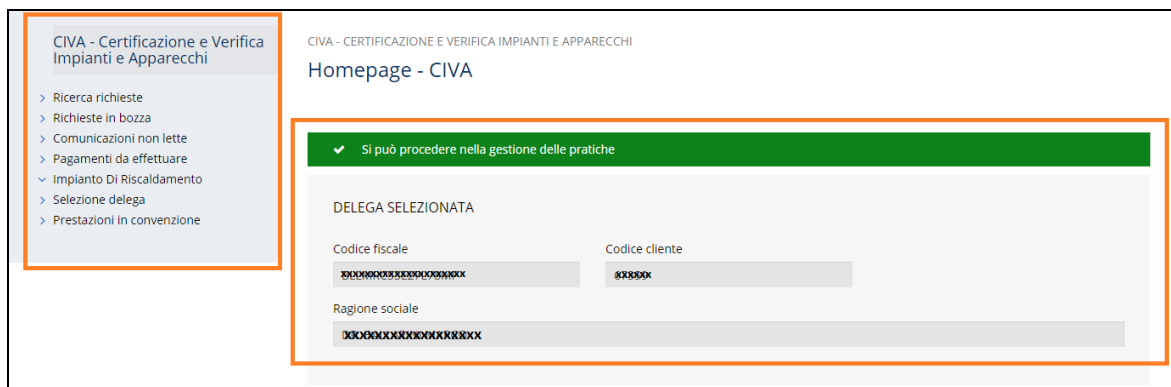 CIVA - Certificazione e Verifica
Impianti e Apparecchi
Ricerca richieste
Richieste in bozza
Comunicazioni non lette
Pagamenti da effettuare
Impianto Di Riscaldamento
Selezione delega
Prestazioni in convenzione
CIVA - CERTIFICAZIONE E VERIFICA IMPIANTI E APPARECCHI
Homepage - CIVA
Si può procedere nella gestione delle pratiche
DELEGA SELEZIONATA
Codice fiscale
Codice cliente
Ragione sociale